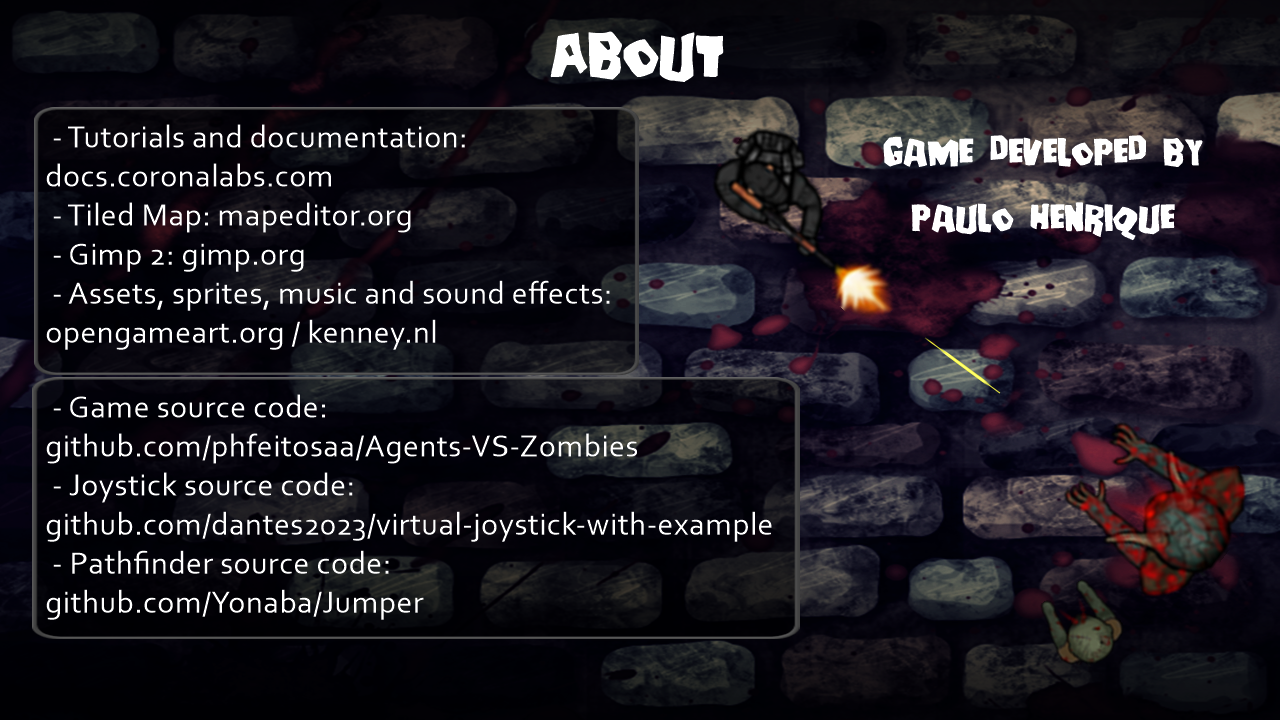 ABOUT
- Tutorials and documentation:
docs.coronalabs.com
- Tiled Map: mapeditor.org
- Gimp 2: gimp.org
- Assets, sprites, music and sound effects:
opengameart.org / kenney.nl
- Game source code:
github.com/phfeitosaa/Agents-VS-Zombies
- Joystick source code:
github.com/dantes2023/virtual-joystick-with-example
- Pathfinder source code:
github.com/Yonaba/Jumper
GAME DEVELOPED BY
PAULO HENRIQUE